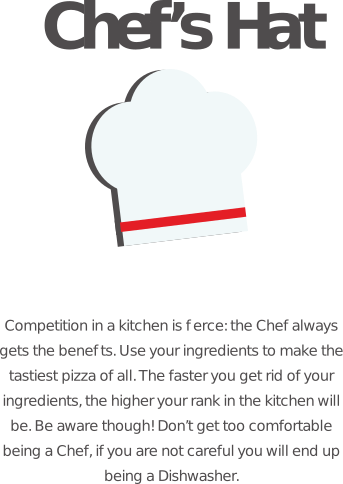 Chef's Hat
Competition in a kitchen is f erce: the Chef always
gets the benef ts. Use your ingredients to make the
tastiest pizza of all. The faster you get rid of your
ingredients, the higher your rank in the kitchen will
be. Be aware though! Don't get too comfortable
being a Chef, if you are not careful you will end up
being a Dishwasher.